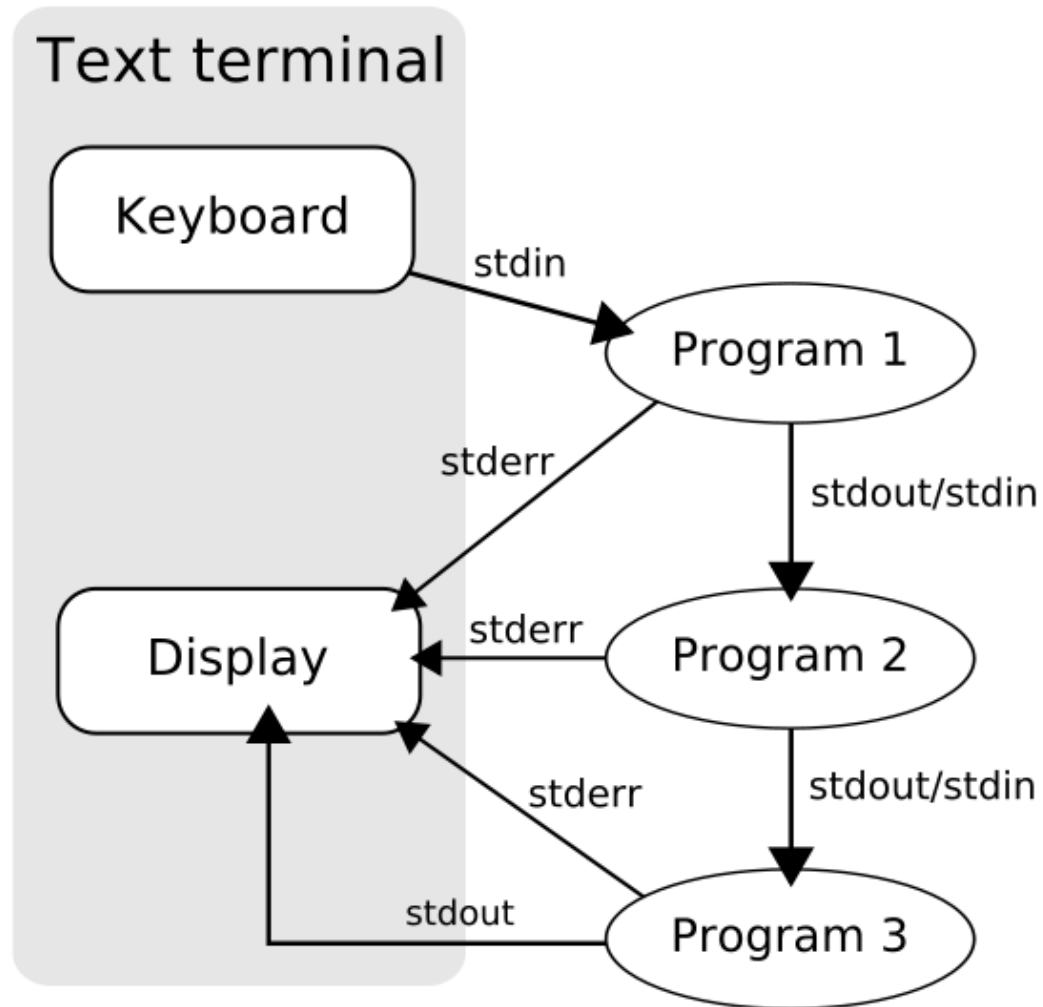 Text terminal
Keyboard
stdin
Program 1
stderr
stdout/stdin
Display
stderr
Program 2
stderr
stdout/stdin
stdout
Program 3